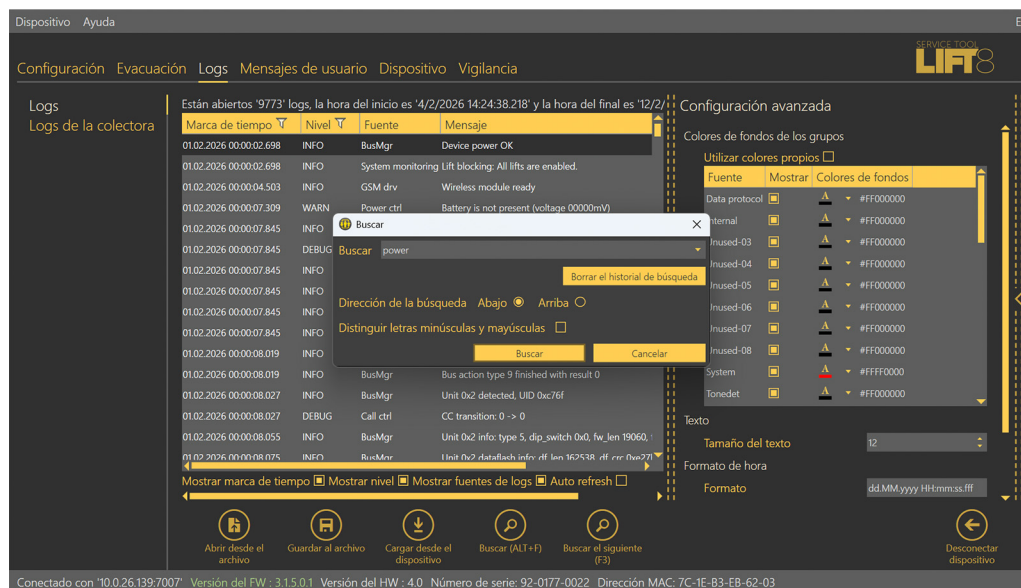 Dispositivo Ayuda
SERVICE TOOL
LIFT8
Configuración Evacuación Logs Mensajes de usuario Dispositivo Vigilancia
Logs
Logs de la colectora
Están abiertos '9773' logs, la hora del inicio es '4/2/2026 14:24:38.218' y la hora del final es '12/2/
Marca de tiempo Nivel Fuente Mensaje
01.02.2026 00:00:02.698 INFO BusMgr Device power OK
01.02.2026 00:00:02.698 INFO System monitoring Lift blocking: All lifts are enabled.
01.02.2026 00:00:04.503 INFO GSM drv Wireless module ready
01.02.2026 00:00:07.309 WARN Power ctrl Battery is not present (voltage 00000mV)
01.02.2026 00:00:07.845 INFO
01.02.2026 00:00:07.845 DEBUG
01.02.2026 00:00:07.845 INFO
01.02.2026 00:00:07.845 INFO
01.02.2026 00:00:07.845 INFO
01.02.2026 00:00:07.845 INFO
01.02.2026 00:00:08.019 INFO
01.02.2026 00:00:08.019 INFO BusMgr Bus action type 9 finished with result 0
01.02.2026 00:00:08.027 INFO BusMgr Unit 0x2 detected, UID 0xc76f
01.02.2026 00:00:08.027 DEBUG Call ctrl CC transition: 0 -> 0
01.02.2026 00:00:08.055 INFO BusMgr Unit 0x2 info: type 5, dip_switch 0x0, fw_len 19060,
01.02.2026 00:00:08.075 INFO BusMgr Unit 0x2 dataflash info: df_len 162538, df_crc 0xe27
Mostrar marca de tiempo Mostrar nivel Mostrar fuentes de logs Auto refresh
Buscar
Buscar power
Borrar el historial de búsqueda
Dirección de la búsqueda Abajo Arriba
Distinguir letras minúsculas y mayúsculas
Buscar Cancelar
Configuración avanzada
Colores de fondos de los grupos
Utilizar colores propios
Fuente Mostrar Colores de fondos
Data protocol A #FF000000
nternal A #FF000000
Unused-03 A #FF000000
Unused-04 A #FF000000
Unused-05 A #FF000000
Unused-06 A #FF000000
Unused-07 A #FF000000
Unused-08 A #FF000000
System A #FFFF0000
Tonedet A #FF000000
Texto
Tamaño del texto 12
Formato de hora
Formato dd.MM.yyyy HH:mm:ss.fff
Abrir desde el archivo
Guardar al archivo
Cargar desde el dispositivo
Buscar (ALT+F)
Buscar el siguiente (F3)
Desconectar dispositivo
Conectado con '10.0.26.139:7007' Versión del FW : 3.1.5.0.1 Versión del HW : 4.0 Número de serie: 92-0177-0022 Dirección MAC: 7C-1E-B3-EB-62-03